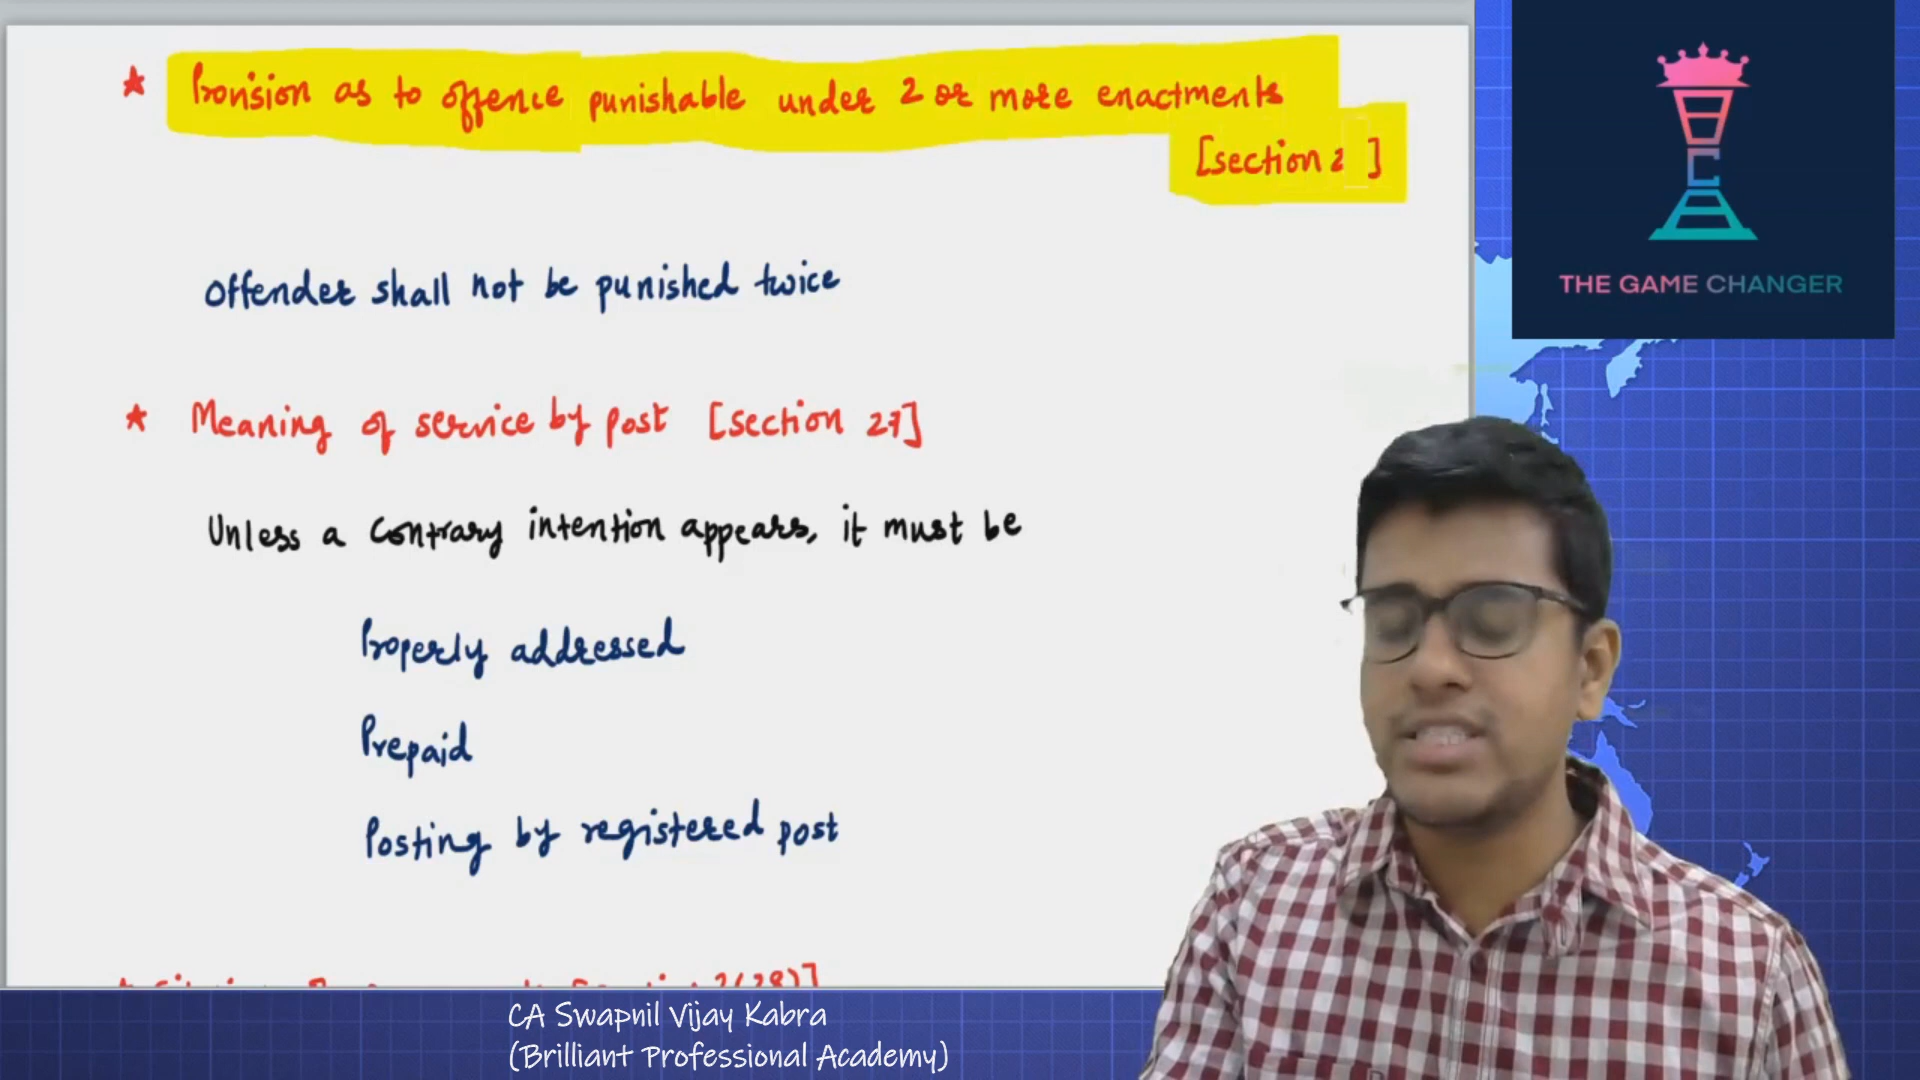 ★ Provision as to offence punishable under 2 or more enactments
[section 2 ]
offender shall not be punished twice
★ Meaning of service by post [section 27]
Unless a contrary intention appears, it must be
Properly addressed
Prepaid
Posting by registered post
THE GAME CHANGER
CA Swapnil Vijay Kabra
(Brilliant Professional Academy)